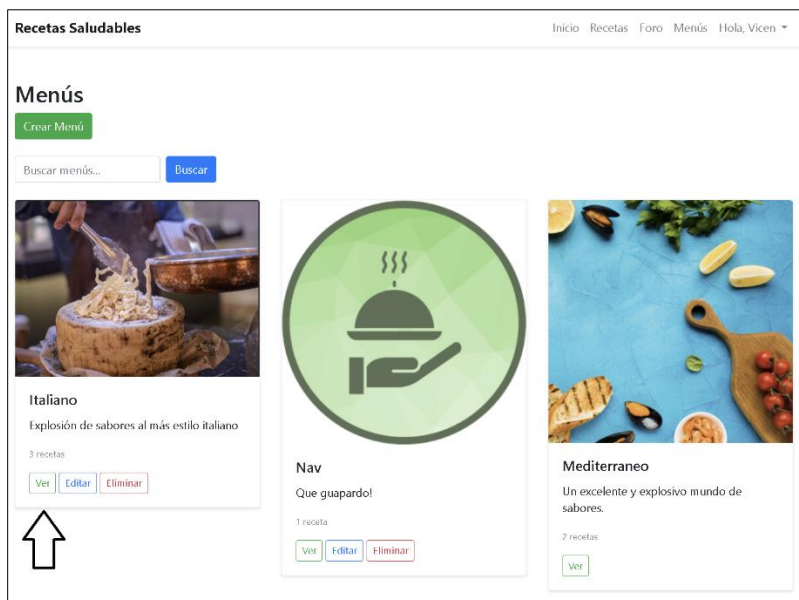 Recetas Saludables
Inicio Recetas Foro Menús Hola, Vicen
Menús
Crear Menú
Buscar menús... Buscar
Italiano
Explosión de sabores al más estilo italiano
3 recetas
Ver Editar Eliminar
Nav
Que guapardo!
1 receta
Ver Editar Eliminar
Mediterraneo
Un excelente y explosivo mundo de
sabores.
2 recetas
Ver